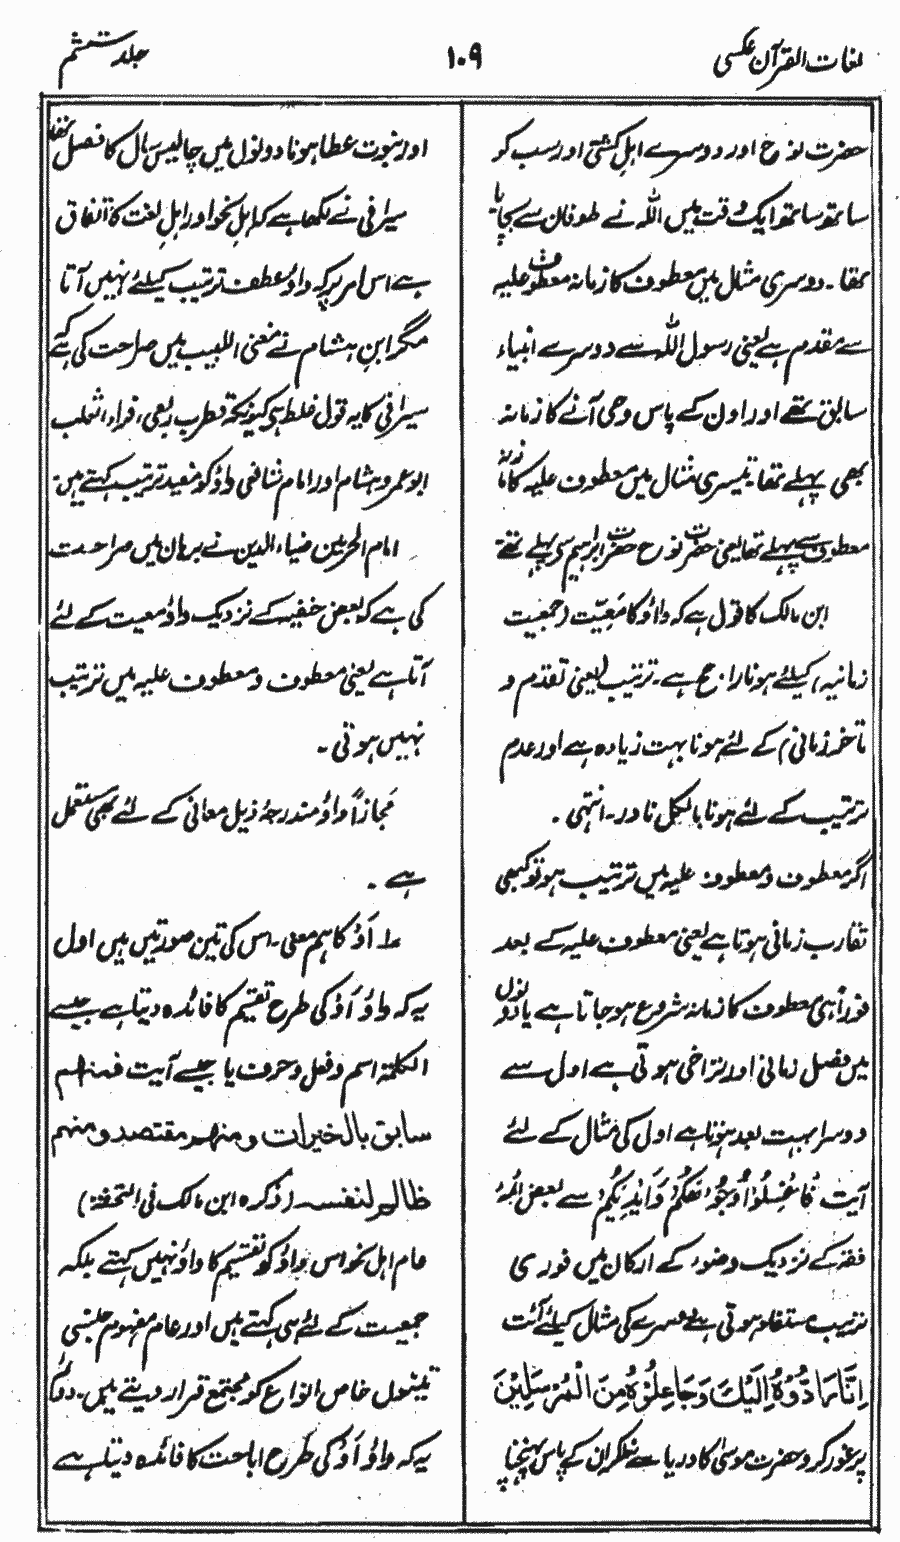 لغات القرآن عکسی
۱۰۹
جلد ششم
حضرت نوح اور دوسرے اہلِ کشتی اور سب کو
ساتھ ساتھ ایک وقت میں اللہ نے طوفان سے بچایا
تھا۔ دوسری مثال میں معطوف کا زمانہ معطوف علیہ
سے مقدم ہے یعنی رسول اللہ سے دوسرے انبیاء
سابق تھے اور اون کے پاس وحی آنے کا زمانہ
بھی پہلے تھا تیسری مثال میں معطوف علیہ کا زمانہ
معطوف سے پہلے تھا یعنی حضرت نوح حضرت ابراہیم سے پہلے تھے
ابن مالک کا قول ہے کہ واؤ کا مَعِیّت (جمعیت
زمانیہ) کیلئے ہونا راجح ہے۔ ترتیب یعنی تقدم و
تأخر زمانی) کے لئے ہونا بہت زیادہ ہے اور عدم
ترتیب کے لئے ہونا بالکل نادر۔ انتہی۔
اگر معطوف و معطوف علیہ میں ترتیب ہو تو کبھی
تقارب زمانی ہوتا ہے یعنی معطوف علیہ کے بعد
فوراً ہی معطوف کا زمانہ شروع ہو جاتا ہے یا دونوں
میں فصل زمانی اور تراخی ہوتی ہے اول سے
دوسرا بہت بعد ہوتا ہے اول کی مثال کے لئے
آیت فَاغْسِلُوْا وُجُوْہَکُمْ وَاَیْدِیَکُمْ سے بعض ائمۂ
فقہ کے نزدیک وضوء کے ارکان میں فوری
ترتیب مستفاد ہوتی ہے دوسرے کی مثال کیلئے آیت
اِنَّا رَادُّوْهُ اِلَیْكَ وَجَاعِلُوْهُ مِنَ الْمُرْسَلِیْنَ
پر غور کرو حضرت موسیٰ کا دریا سے نکلکر ان کے پاس پہنچنا
اور نبوت عطا ہونا دونوں میں چالیس سال کا فصل تھا
سیرافی نے لکھا ہے کہ اہلِ نحو اور اہلِ لغت کا اتفاق
ہے اس امر پر کہ واوٴ عطف ترتیب کیلئے نہیں آتا
مگر ابنِ ہشام نے مغنی اللبیب میں صراحت کی ہے کہ
سیرافی کا یہ قول غلط ہے کیونکہ قطرب ربعی، فراء، ثعلب
ابو عمرو ہشام اور امام شافعی واؤ کو مفید ترتیب کہتے ہیں۔
امام الحرمین ضیاء الدین نے برہان میں صراحت
کی ہے کہ بعض حنفیہ کے نزدیک واؤ معیت کے لئے
آتا ہے یعنی معطوف و معطوف علیہ میں ترتیب
نہیں ہوتی۔
مجازاً واؤ مندرجۂ ذیل معانی کے لئے بھی مستعمل
ہے۔
۱۔ اَوْ کا ہم معنی۔ اس کی تین صورتیں ہیں اول
یہ کہ واؤ اَوْ کی طرح تقسیم کا فائدہ دیتا ہے جیسے
الکلمۃ اسم و فعل و حرف یا جیسے آیت فمنهم
سابق بالخیرات ومنهم مقتصد ومنهم
ظالم لنفسہ (ذکرہ ابن مالک فی التحفۃ)
عام اہل نحو اس واؤ کو تقسیم کا واؤ نہیں کہتے بلکہ
جمعیت کے لئے ہی کہتے ہیں اور عام مفہوم جنسی
تینوں خاص انواع کو مجتمع قرار دیتے ہیں۔ دوم
یہ کہ واؤ اَوْ کی طرح اباحت کا فائدہ دیتا ہے